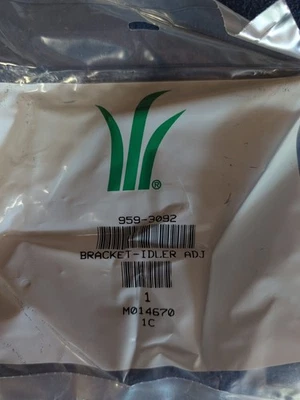 ®
959-3092
BRACKET-IDLER ADJ
1
M014670
1C